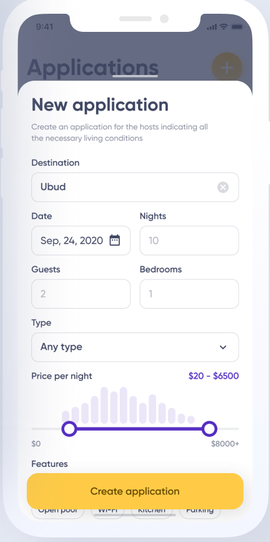 9:41
Applications
New application
Create an application for the hosts indicating all
the necessary living conditions
Destination
Ubud
Date Nights
Sep, 24, 2020 10
Guests Bedrooms
2 1
Type
Any type
Price per night $20 - $6500
$0 $8000+
Features
Create application
Open pool Wi-Fi Kitchen Parking